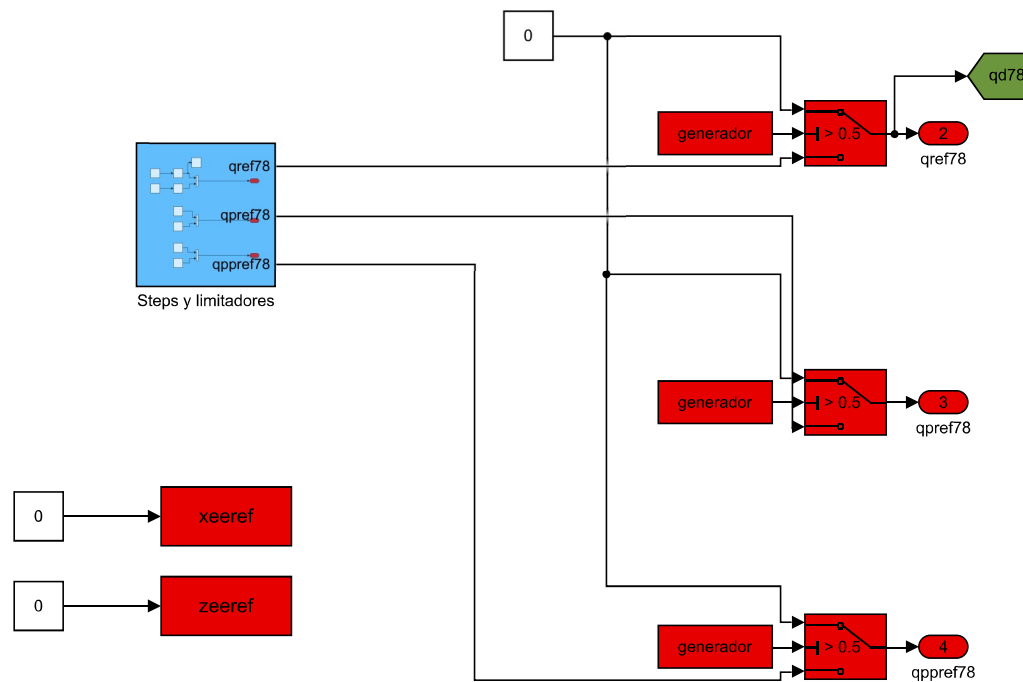 0
qd78
generador
> 0.5
2
qref78
qref78
qpref78
qppref78
Steps y limitadores
generador
> 0.5
3
qpref78
0
xeeref
0
zeeref
generador
> 0.5
4
qppref78